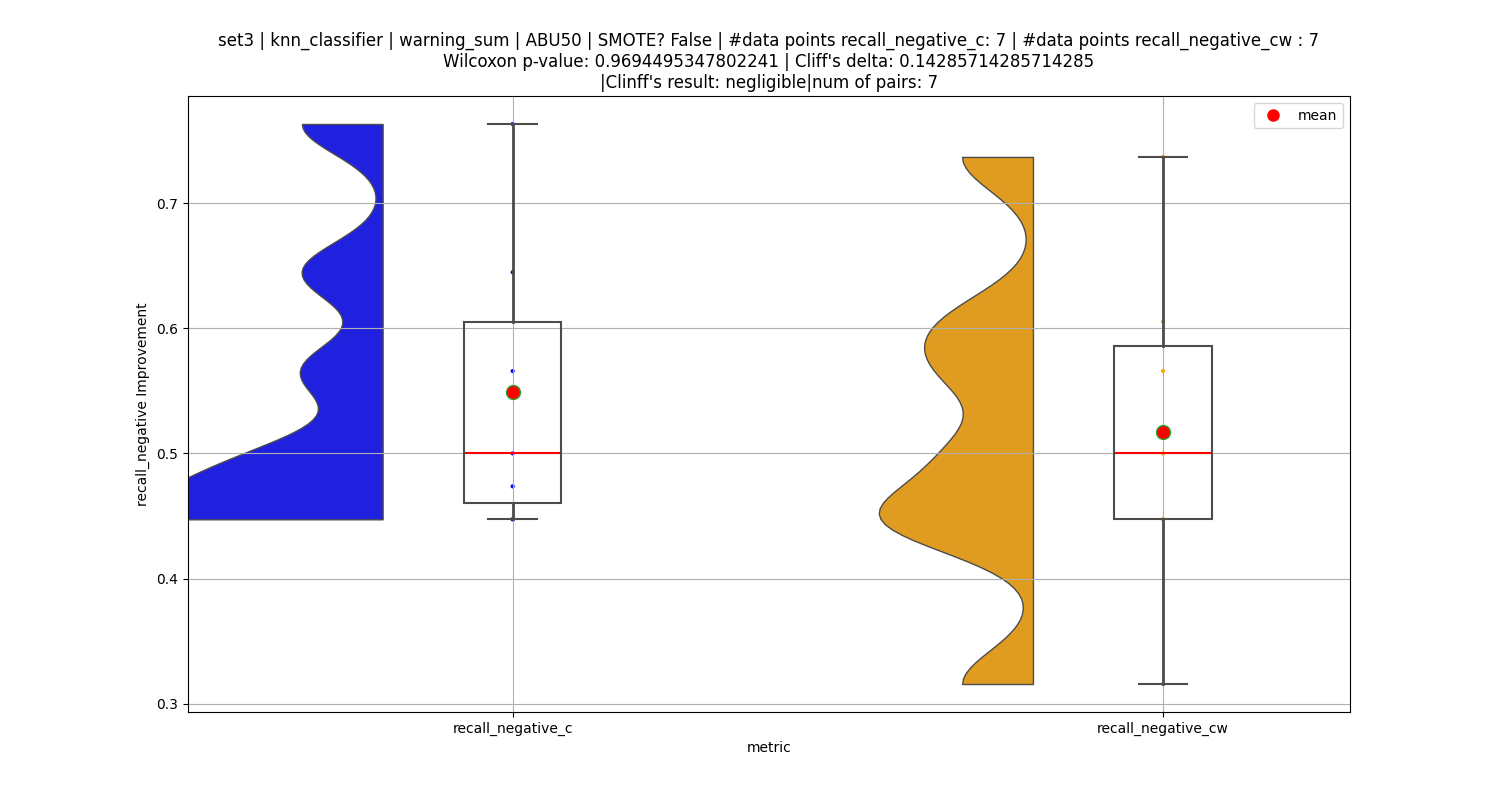 set3 | knn_classifier | warning_sum | ABU50 | SMOTE? False | #data points recall_negative_c: 7 | #data points recall_negative_cw : 7
Wilcoxon p-value: 0.9694495347802241 | Cliff's delta: 0.14285714285714285
|Clinff's result: negligible|num of pairs: 7
mean
0.7
0.6
0.5
0.4
0.3
recall_negative Improvement
recall_negative_c
recall_negative_cw
metric